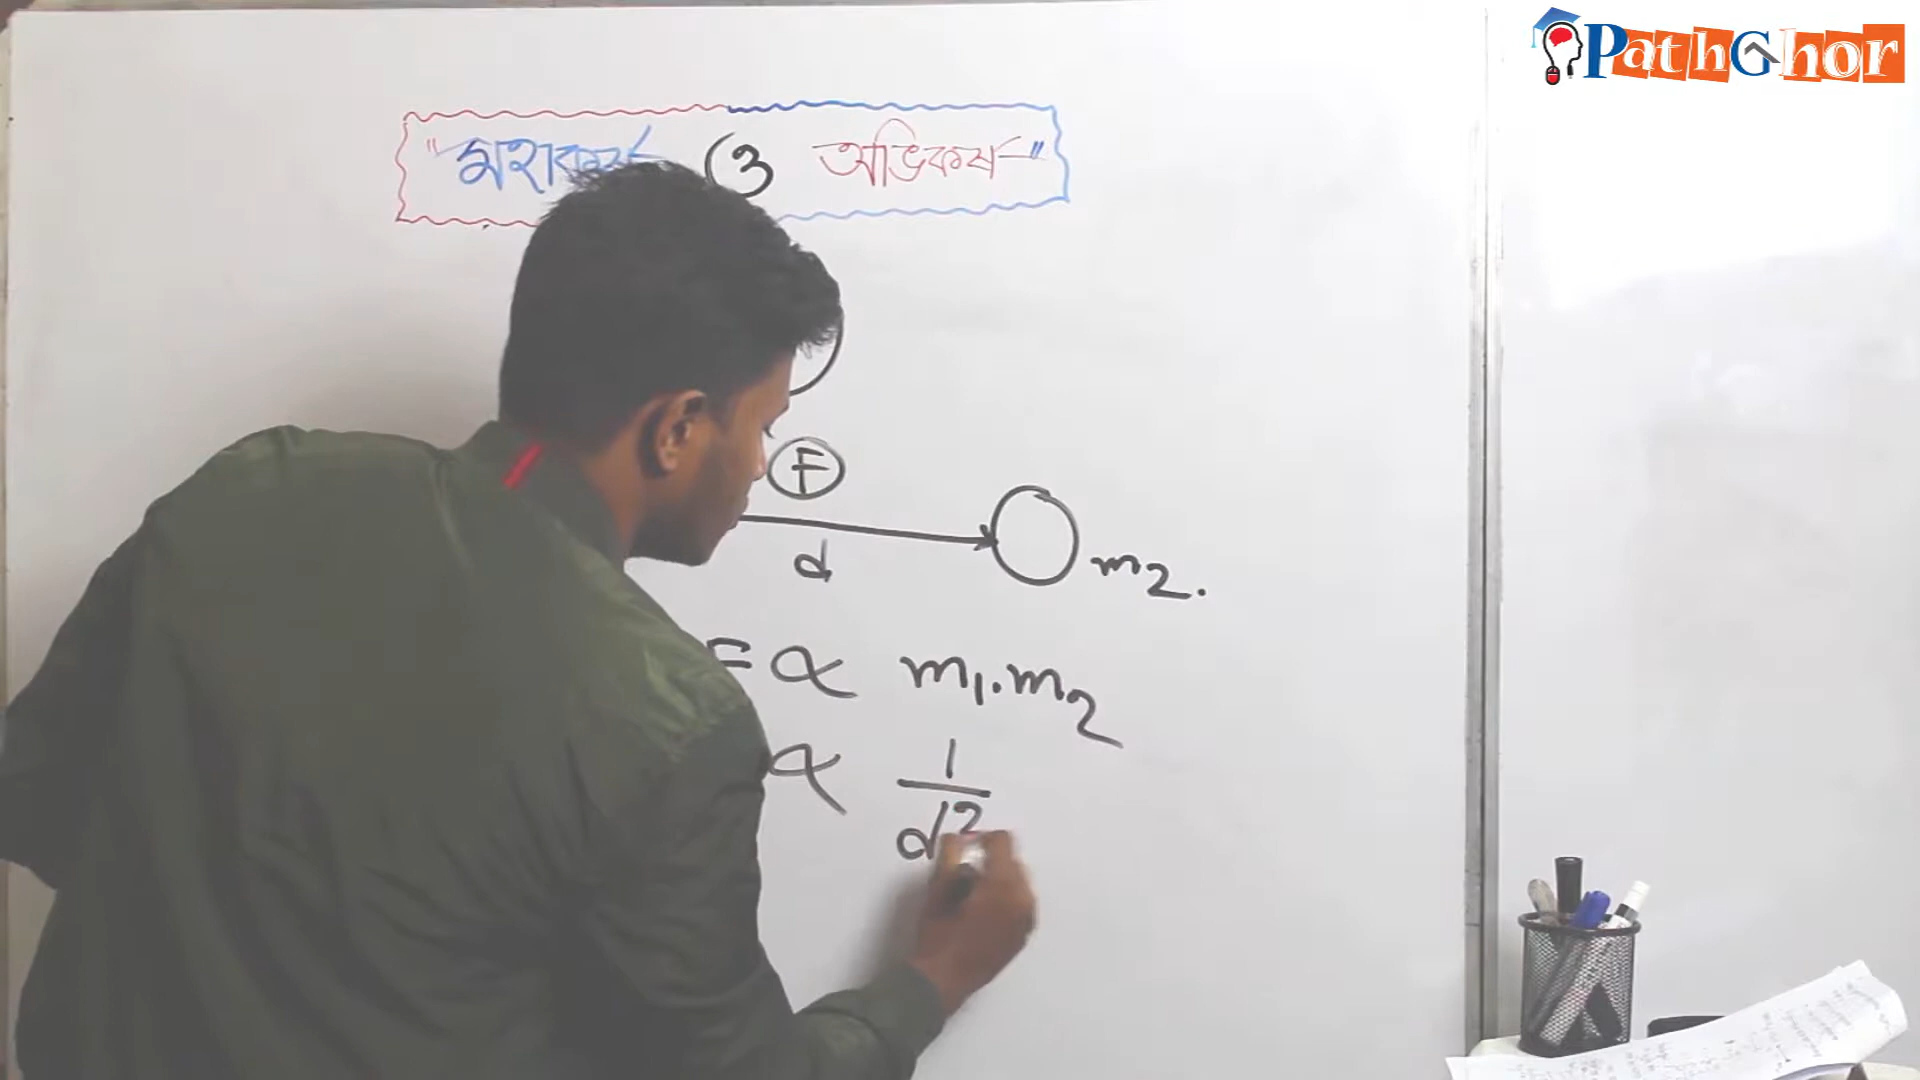 PathGhor
"মহাকর্ষ ও অভিকর্ষ"
F
d
m2.
F ∝ m1.m2
∝ 1/d²